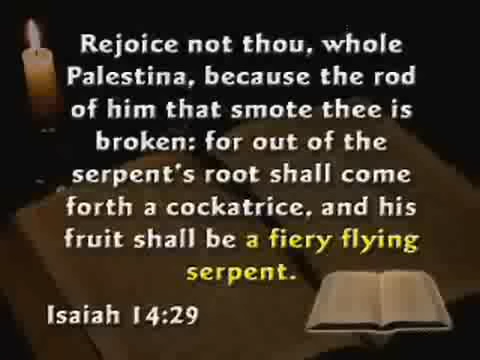 Rejoice not thou, whole
Palestina, because the rod
of him that smote thee is
broken: for out of the
serpent's root shall come
forth a cockatrice, and his
fruit shall be a fiery flying
serpent.
Isaiah 14:29